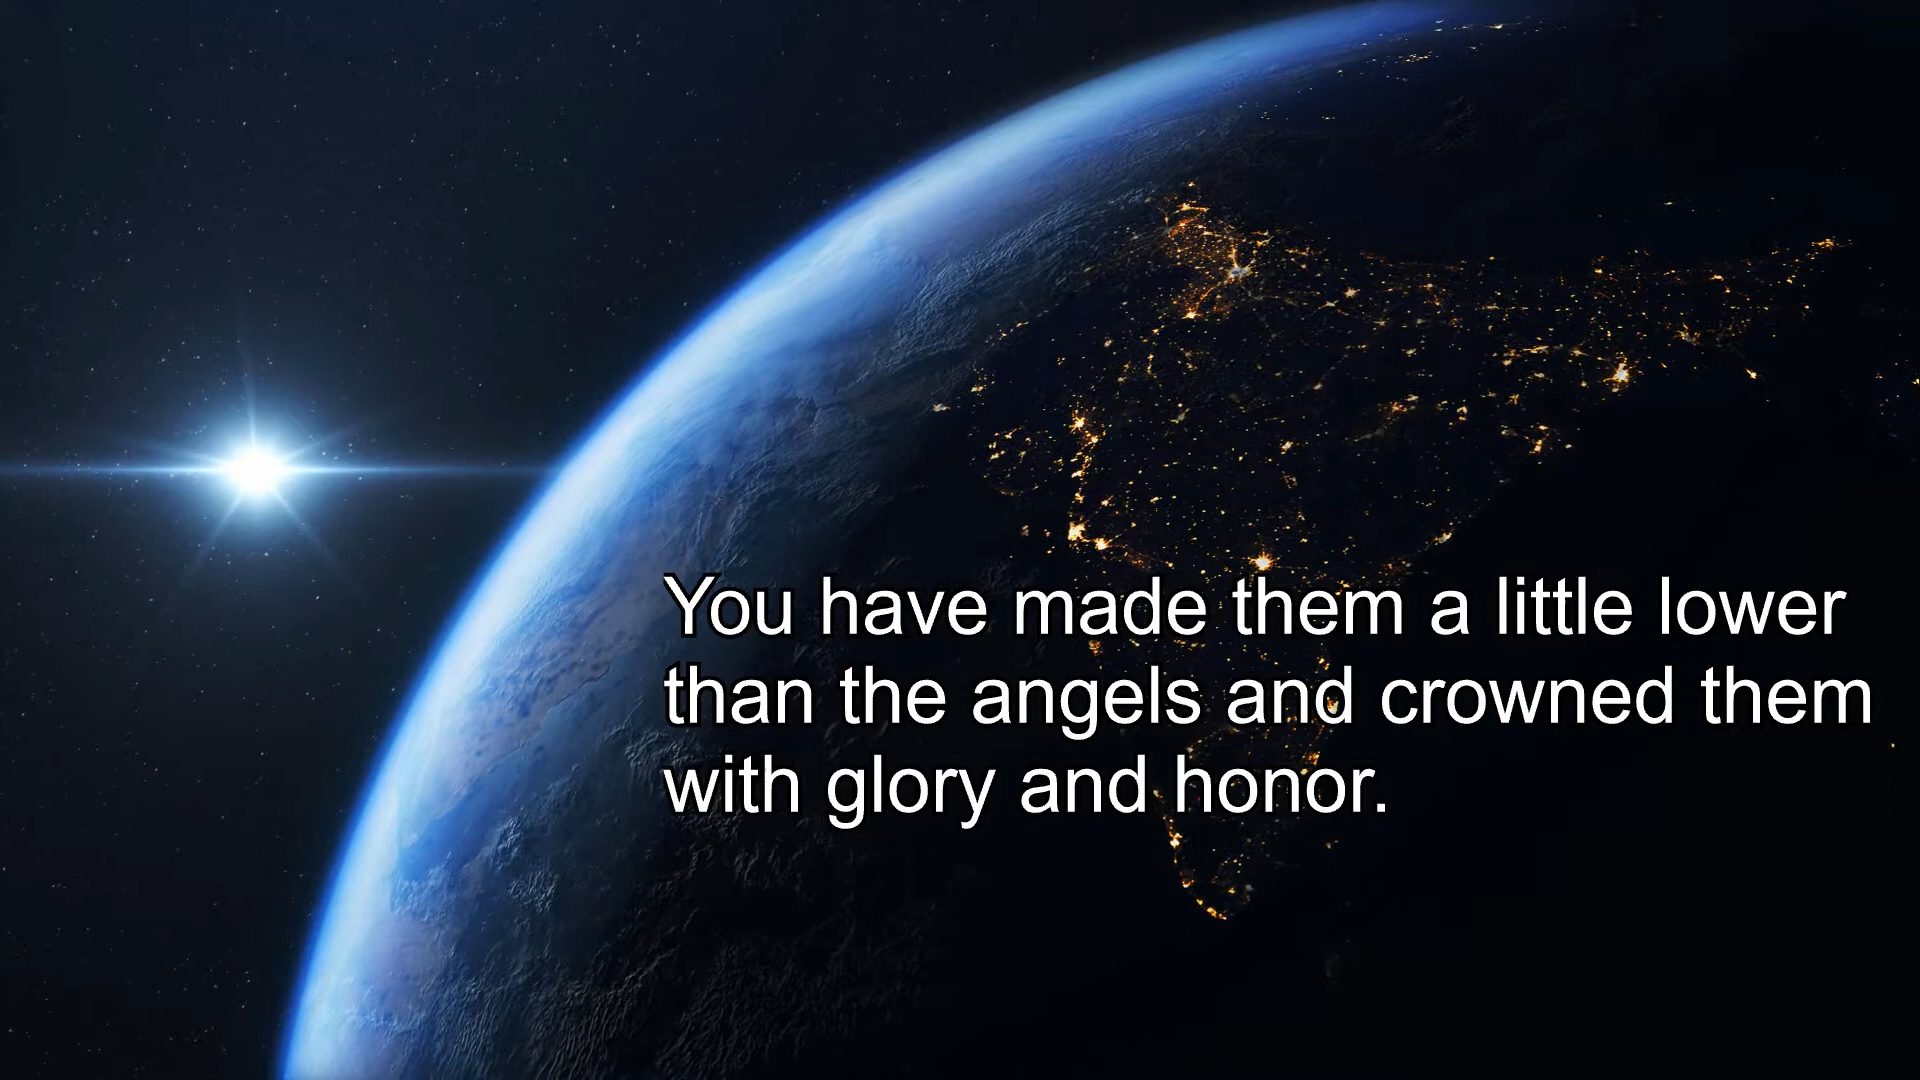 You have made them a little lower
than the angels and crowned them
with glory and honor.